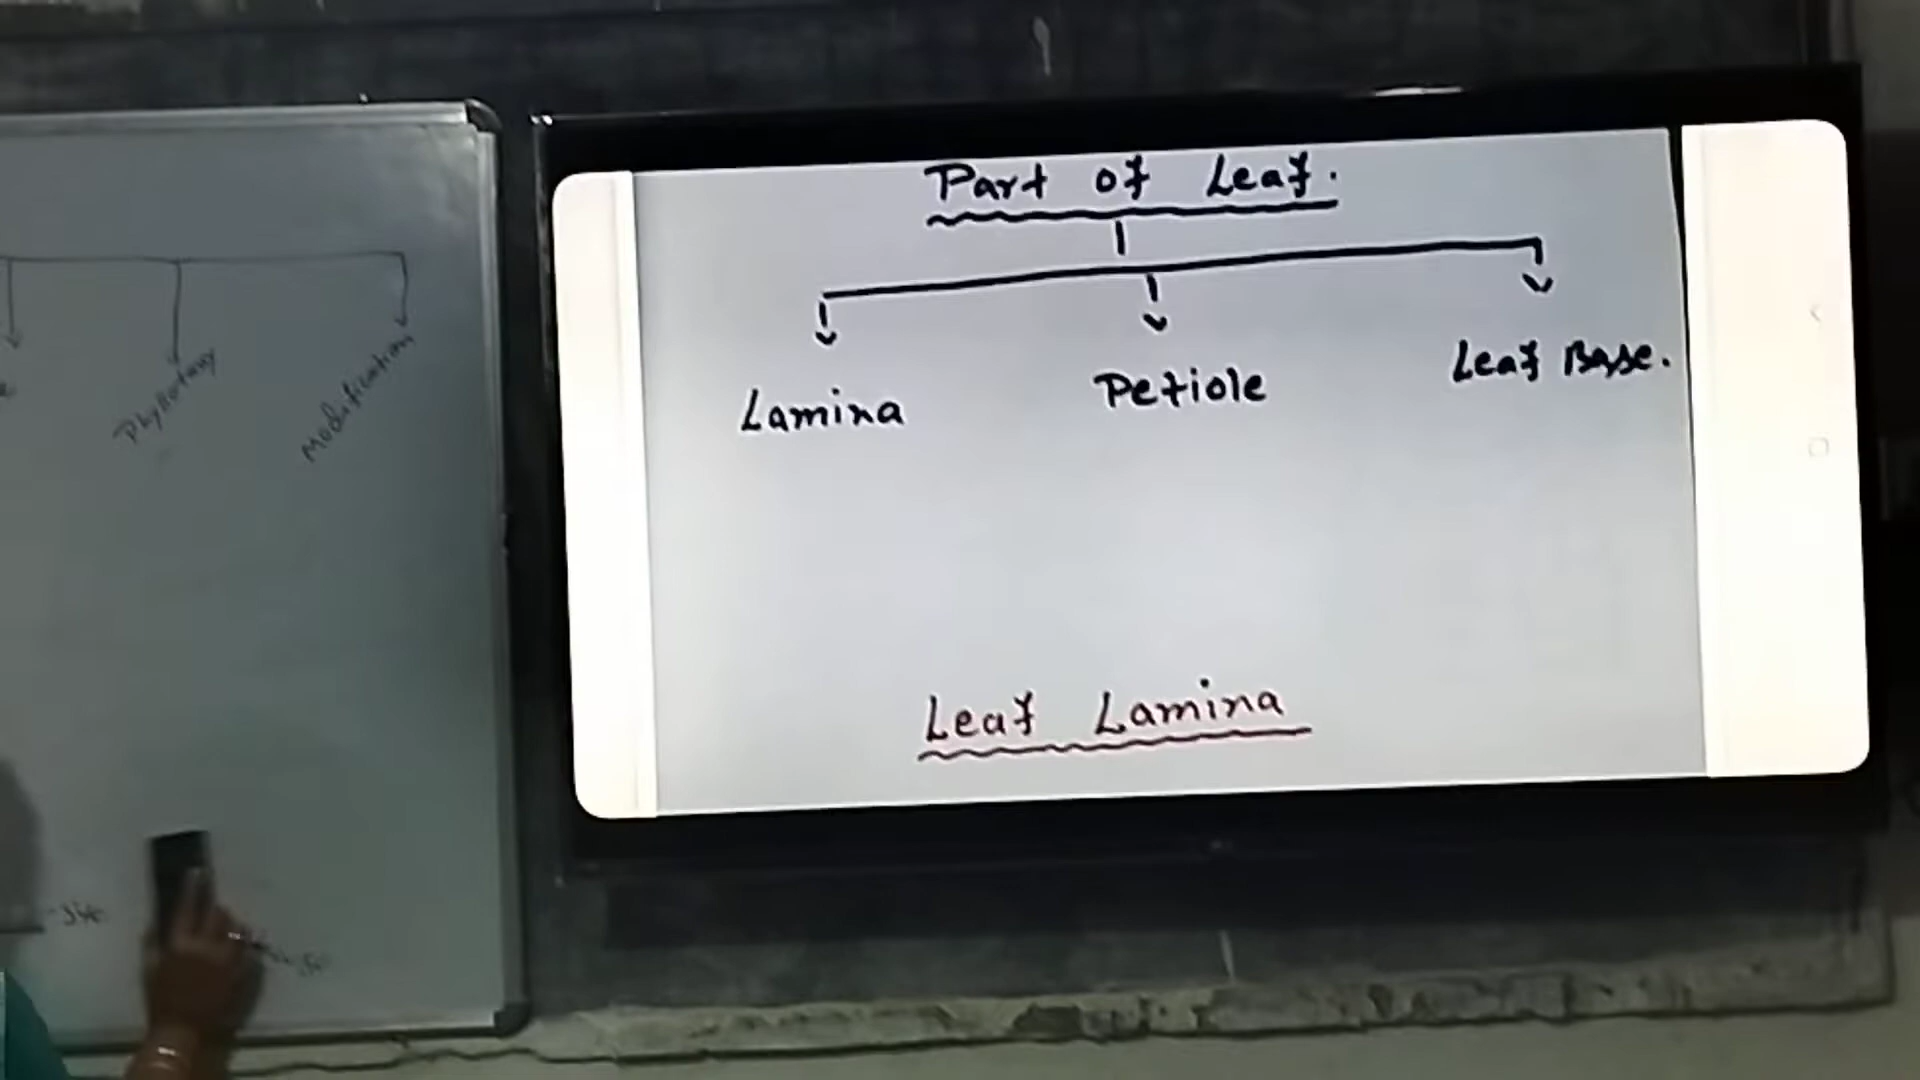 Part of Leaf.
Lamina
Petiole
Leaf Base.
Leaf Lamina
Phyllotaxy
Modification